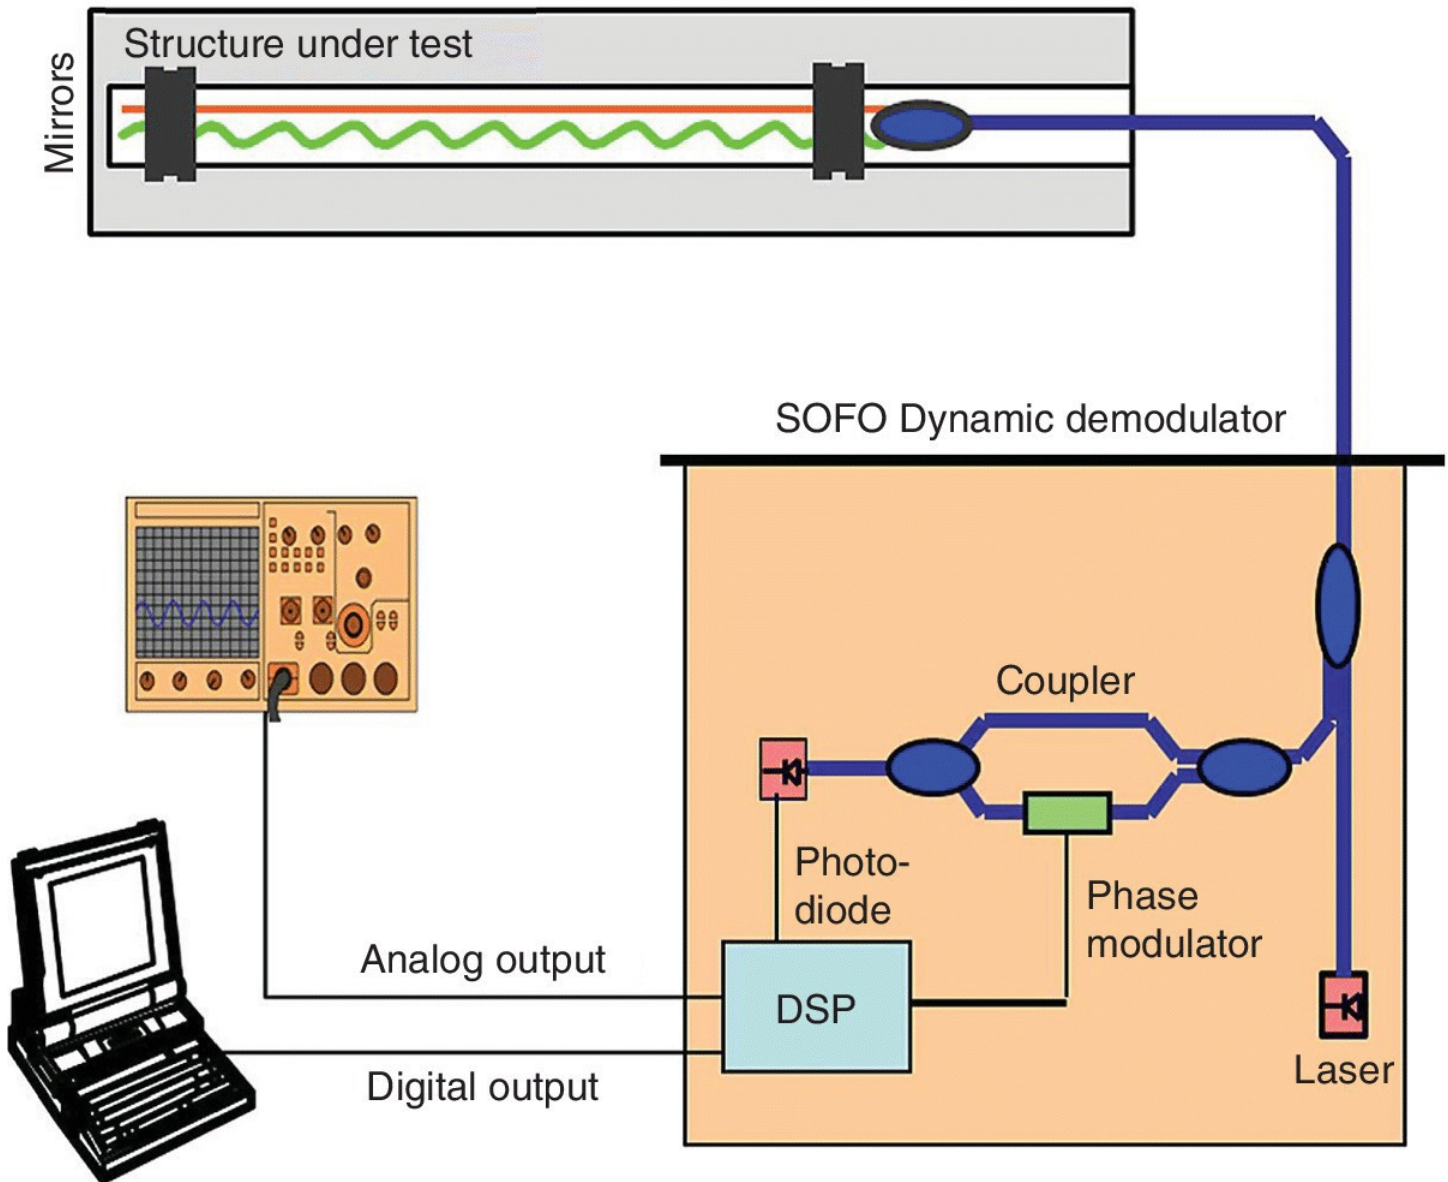 Structure under test
Mirrors
SOFO Dynamic demodulator
Coupler
Photo-
diode
Phase
modulator
Analog output
DSP
Digital output
Laser